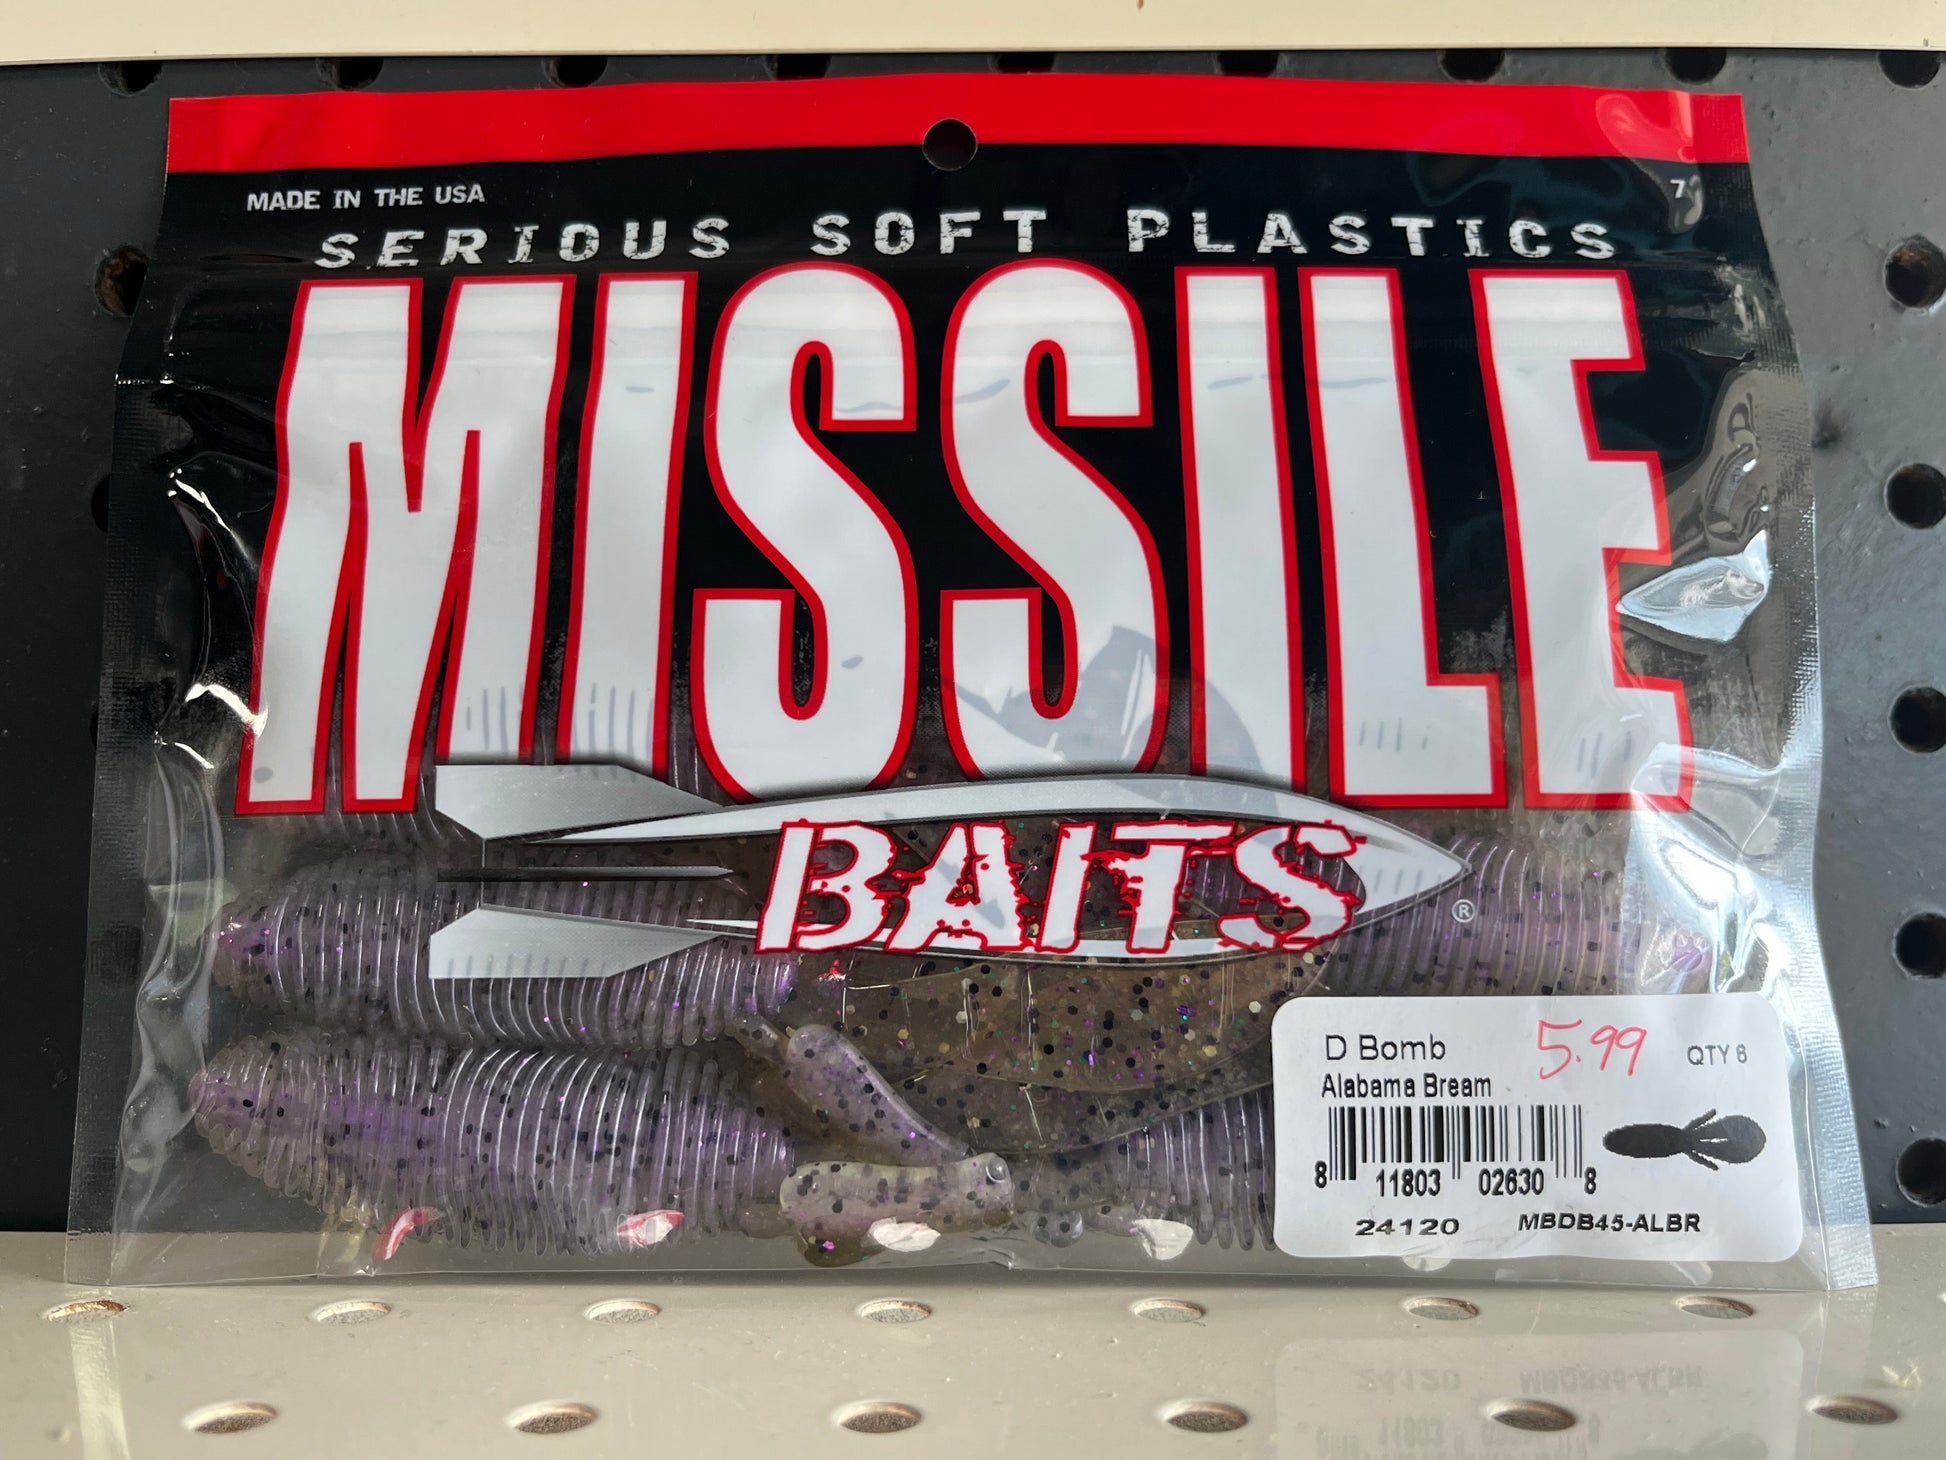 MADE IN THE USA
7
SERIOUS SOFT PLASTICS
MISSILE
BAITS
®
D Bomb 5.99 QTY 6
Alabama Bream
8 11803 02630 8
24120 MBDB45-ALBR